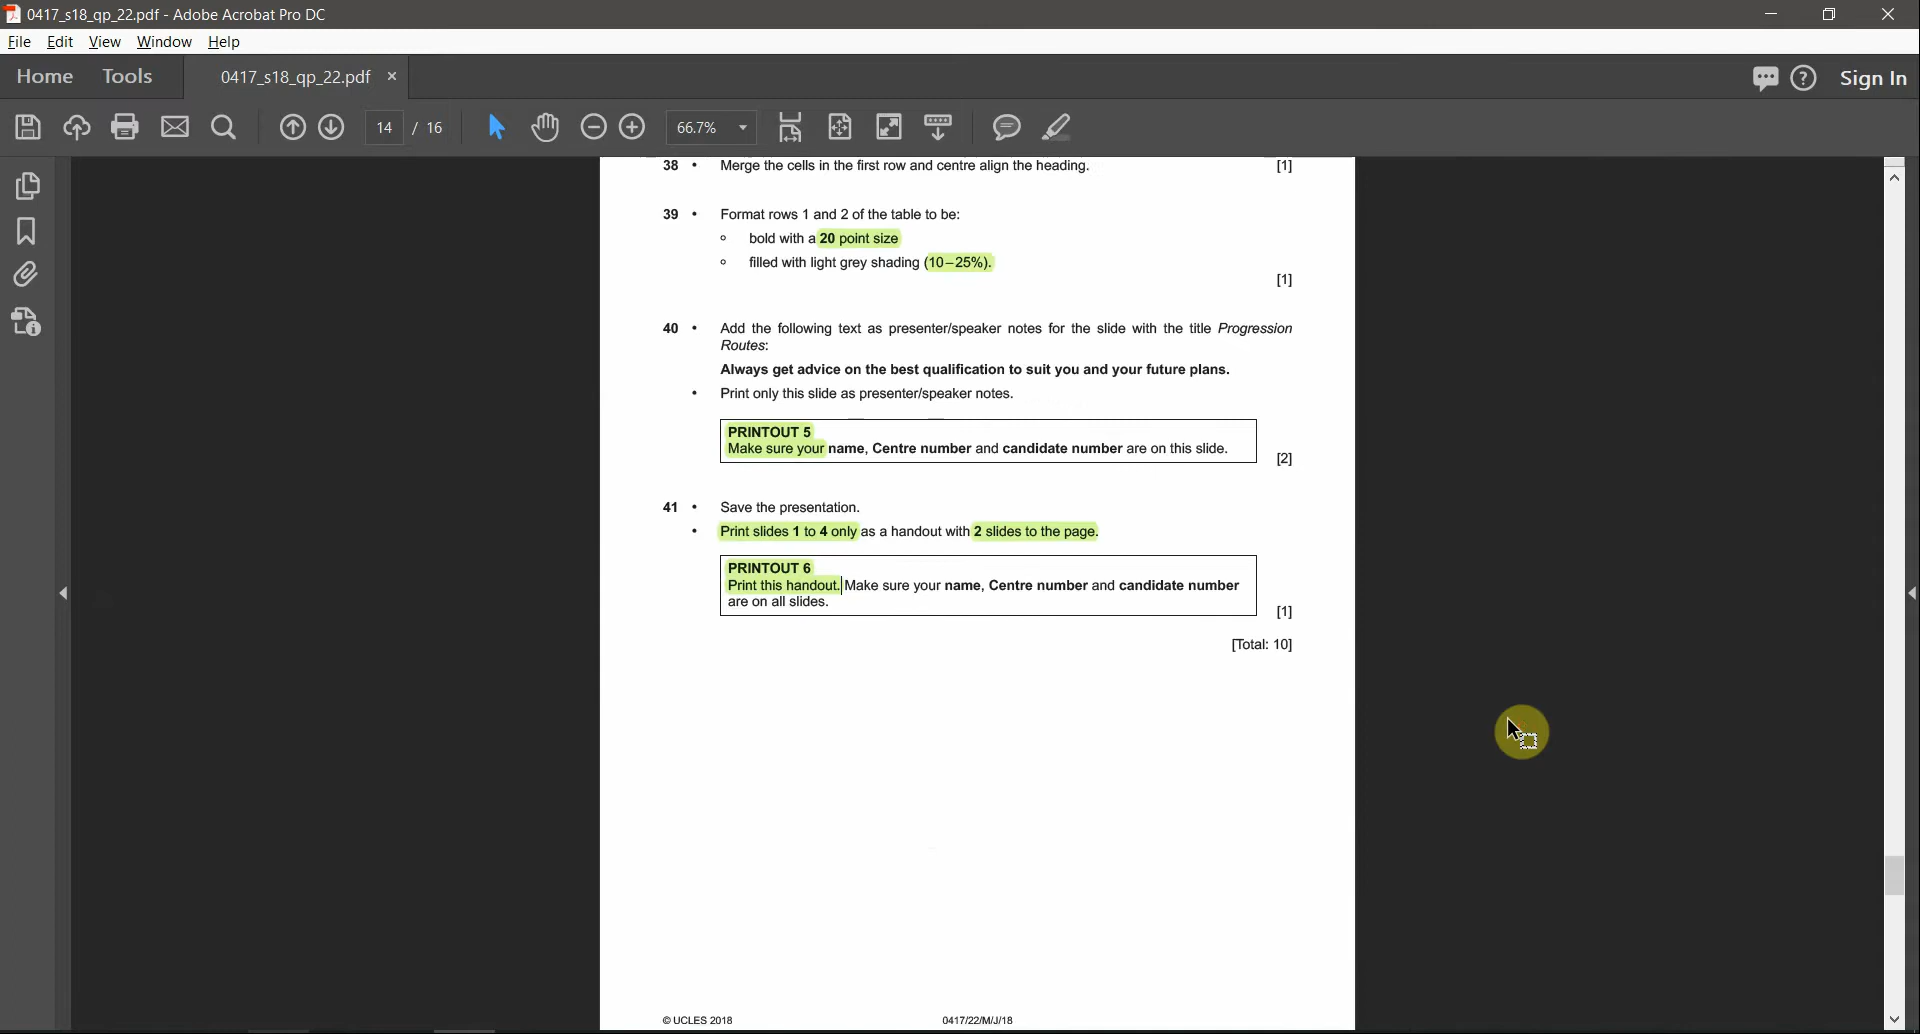 0417_s18_qp_22.pdf - Adobe Acrobat Pro DC
File Edit View Window Help
Home Tools 0417_s18_qp_22.pdf × Sign In
14 / 16 66.7%
38 • Merge the cells in the first row and centre align the heading. [1]
39 • Format rows 1 and 2 of the table to be:
bold with a 20 point size
filled with light grey shading (10–25%).
[1]
40 • Add the following text as presenter/speaker notes for the slide with the title Progression
Routes:
Always get advice on the best qualification to suit you and your future plans.
• Print only this slide as presenter/speaker notes.
PRINTOUT 5
Make sure your name, Centre number and candidate number are on this slide.
[2]
41 • Save the presentation.
• Print slides 1 to 4 only as a handout with 2 slides to the page.
PRINTOUT 6
Print this handout. Make sure your name, Centre number and candidate number
are on all slides.
[1]
[Total: 10]
© UCLES 2018 0417/22/M/J/18